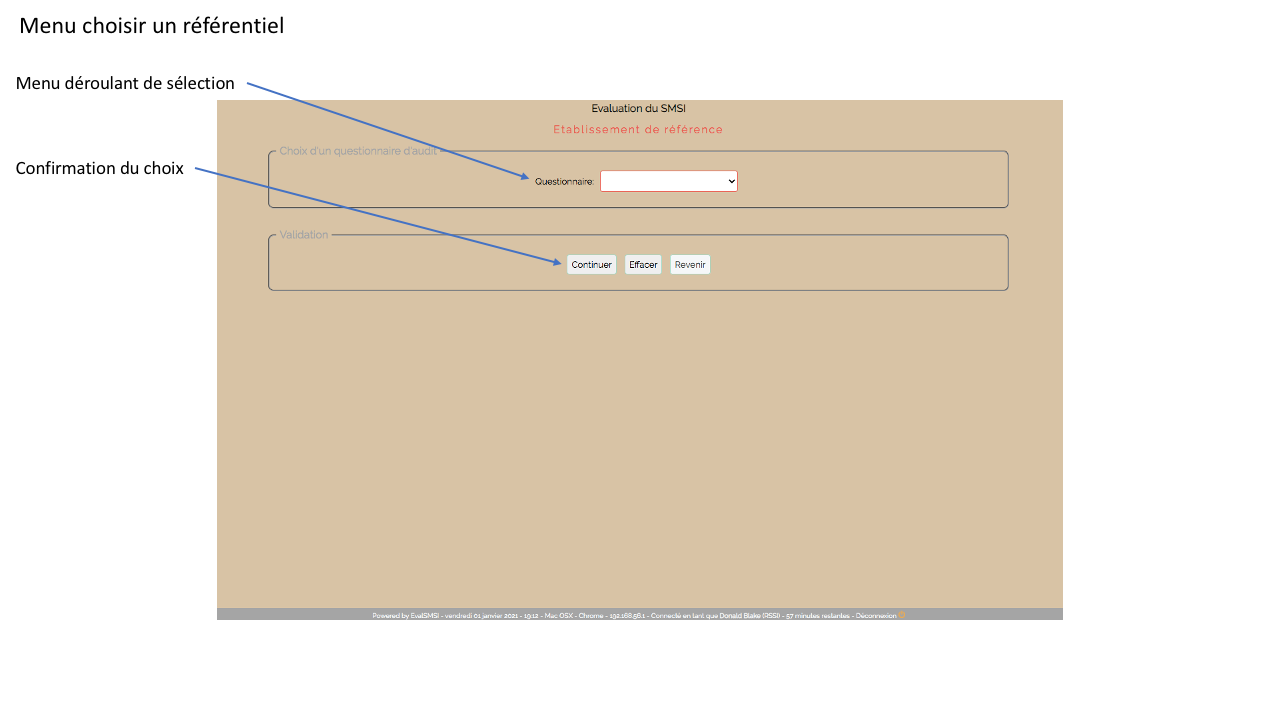 Menu choisir un référentiel
Menu déroulant de sélection
Evaluation du SMSI
Etablissement de référence
Choix d'un questionnaire d'audit
Confirmation du choix
Questionnaire:
Validation
Continuer Effacer Revenir
Powered by EvalSMSI - vendredi 01 janvier 2021 - 19:12 - Mac OSX - Chrome - 192.168.58.1 - Connecté en tant que Donald Blake (RSSI) - 57 minutes restantes - Déconnexion